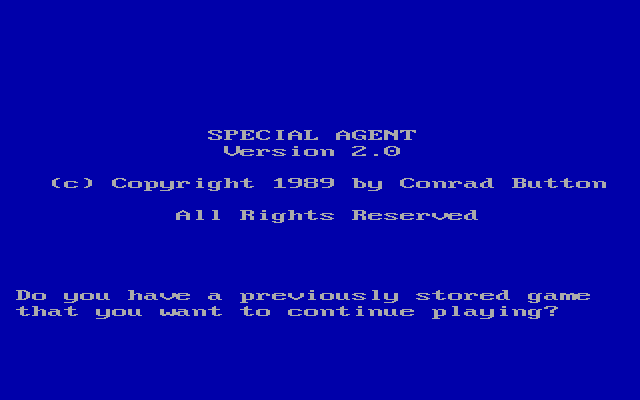 SPECIAL AGENT
Version 2.0
(c) Copyright 1989 by Conrad Button
All Rights Reserved
Do you have a previously stored game
that you want to continue playing?